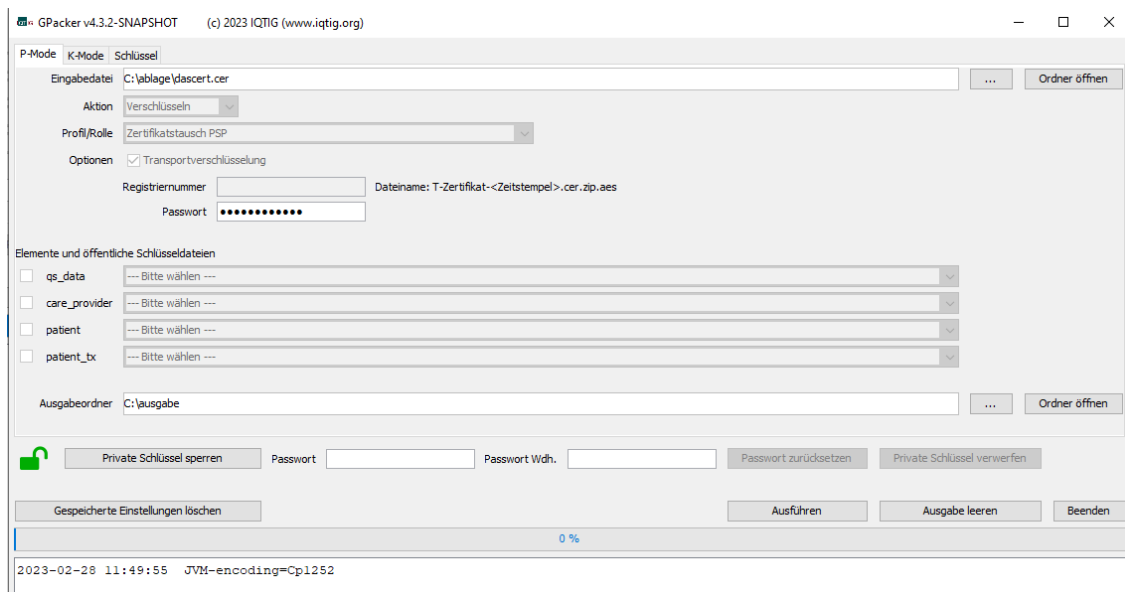 GPacker v4.3.2-SNAPSHOT (c) 2023 IQTIG (www.iqtig.org)
P-Mode K-Mode Schlüssel
Eingabedatei C:\ablage\dascert.cer ... Ordner öffnen
Aktion Verschlüsseln
Profil/Rolle Zertifikatstausch PSP
Optionen Transportverschlüsselung
Registriernummer Dateiname: T-Zertifikat-<Zeitstempel>.cer.zip.aes
Passwort ●●●●●●●●●●●●
Elemente und öffentliche Schlüsseldateien
qs_data --- Bitte wählen ---
care_provider --- Bitte wählen ---
patient --- Bitte wählen ---
patient_tx --- Bitte wählen ---
Ausgabeordner C:\ausgabe ... Ordner öffnen
Private Schlüssel sperren Passwort Passwort Wdh. Passwort zurücksetzen Private Schlüssel verwerfen
Gespeicherte Einstellungen löschen Ausführen Ausgabe leeren Beenden
0 %
2023-02-28 11:49:55 JVM-encoding=Cp1252